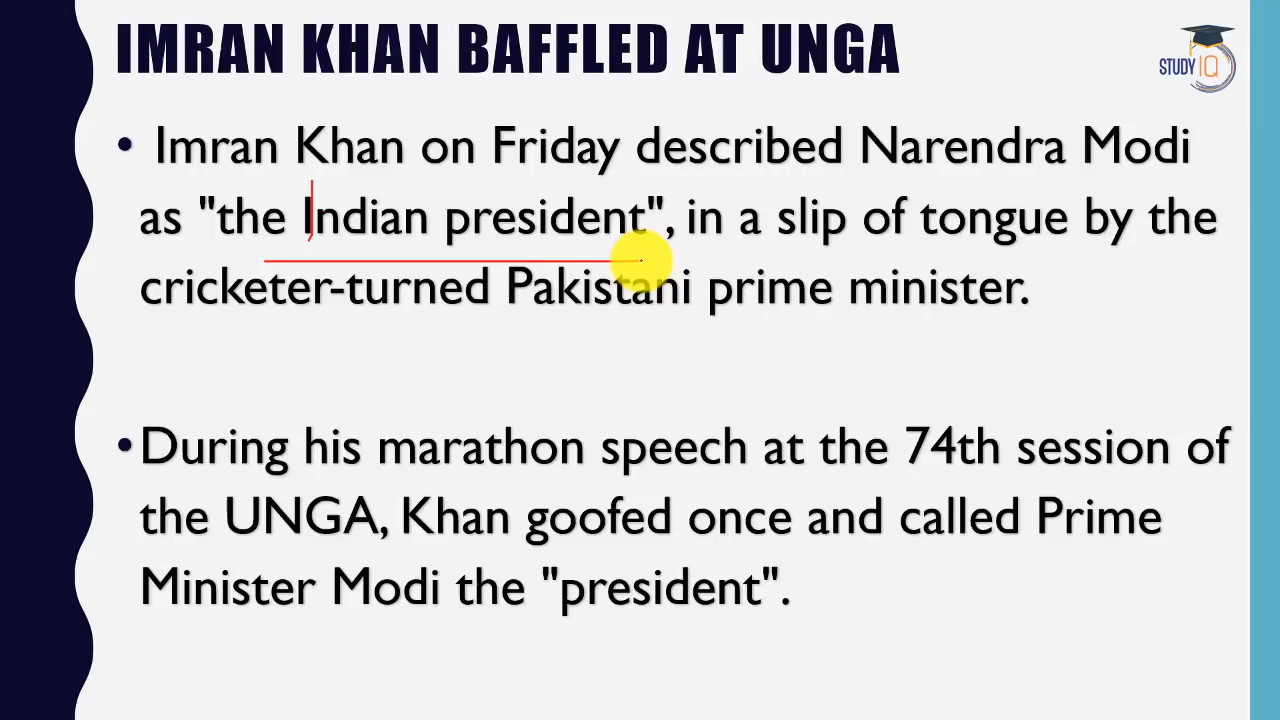 IMRAN KHAN BAFFLED AT UNGA
STUDY IQ
• Imran Khan on Friday described Narendra Modi
as "the Indian president", in a slip of tongue by the
cricketer-turned Pakistani prime minister.
• During his marathon speech at the 74th session of
the UNGA, Khan goofed once and called Prime
Minister Modi the "president".